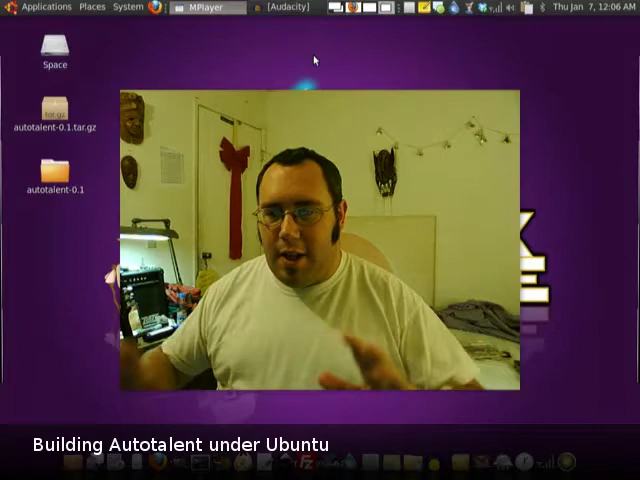 Applications Places System MPlayer [Audacity] Thu Jan 7, 12:06 AM
Space
tar.gz
autotalent-0.1.tar.gz
autotalent-0.1
Building Autotalent under Ubuntu